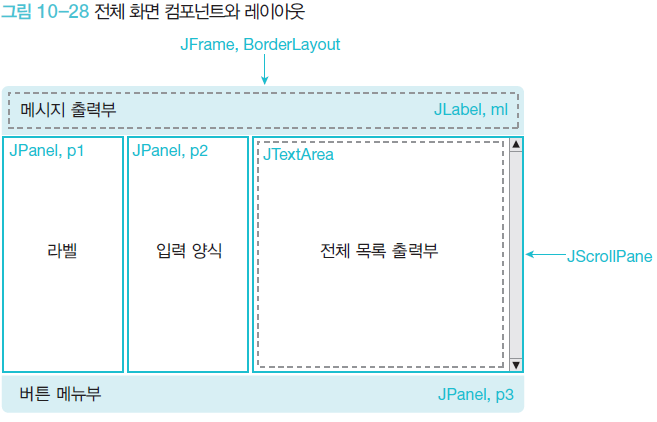 그림 10-28 전체 화면 컴포넌트와 레이아웃
JFrame, BorderLayout
메시지 출력부
JLabel, ml
JPanel, p1
JPanel, p2
JTextArea
라벨
입력 양식
전체 목록 출력부
JScrollPane
버튼 메뉴부
JPanel, p3